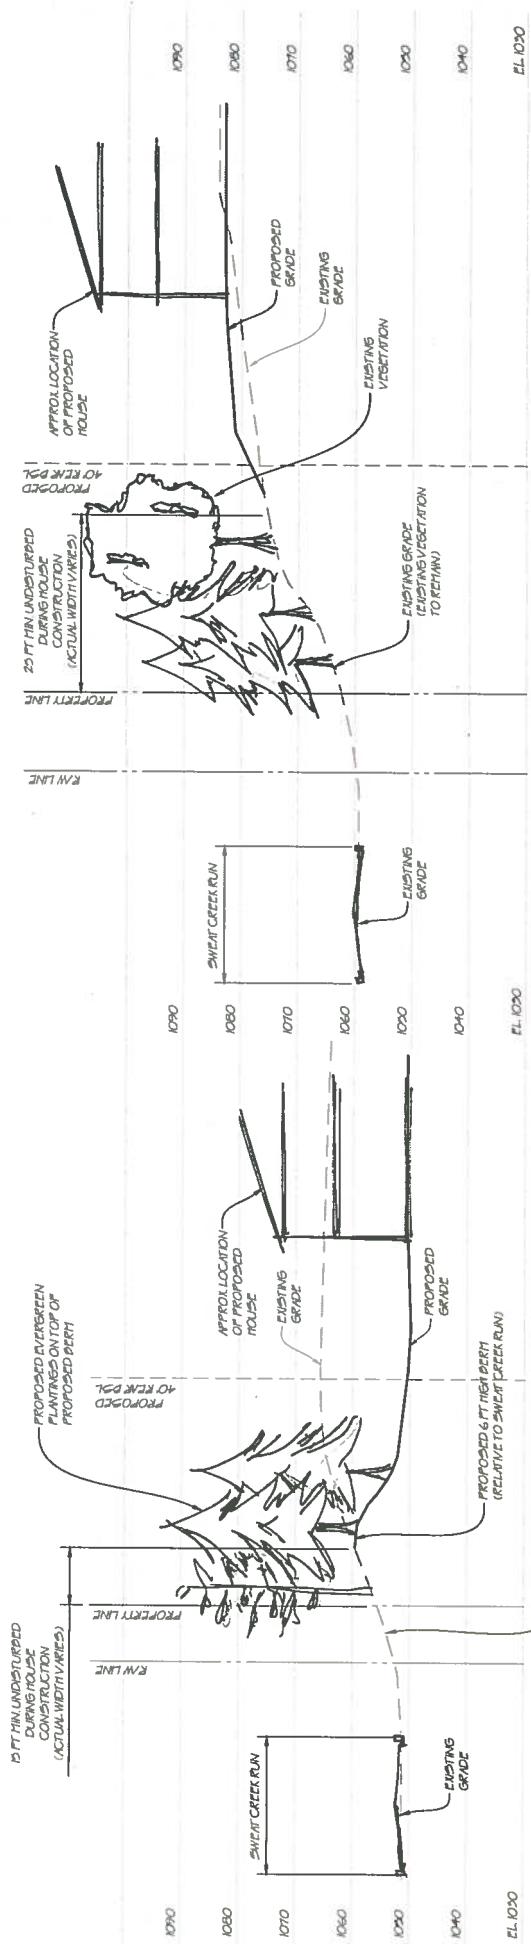 15 FT MIN. UNDISTURBED
DURING HOUSE
CONSTRUCTION
(ACTUAL WIDTH VARIES)
PROPOSED EVERGREEN
PLANTINGS ON TOP OF
PROPOSED BERM
R/W LINE
PROPERTY LINE
PROPOSED
40' REAR BSL
SWEAT CREEK RUN
APPROX. LOCATION
OF PROPOSED
HOUSE
EXISTING
GRADE
EXISTING
GRADE
PROPOSED 6 FT HIGH BERM
(RELATIVE TO SWEAT CREEK RUN)
PROPOSED
GRADE
1090
1080
1070
1060
1050
1040
EL. 1030
1090
1080
1070
1060
1050
1040
EL. 1030
SWEAT CREEK RUN
EXISTING
GRADE
R/W LINE
PROPERTY LINE
25 FT MIN. UNDISTURBED
DURING HOUSE
CONSTRUCTION
(ACTUAL WIDTH VARIES)
PROPOSED
40' REAR BSL
APPROX. LOCATION
OF PROPOSED
HOUSE
EXISTING GRADE
(EXISTING VEGETATION
TO REMAIN)
EXISTING
VEGETATION
PROPOSED
GRADE
EXISTING
GRADE
1090
1080
1070
1060
1050
1040
EL. 1030